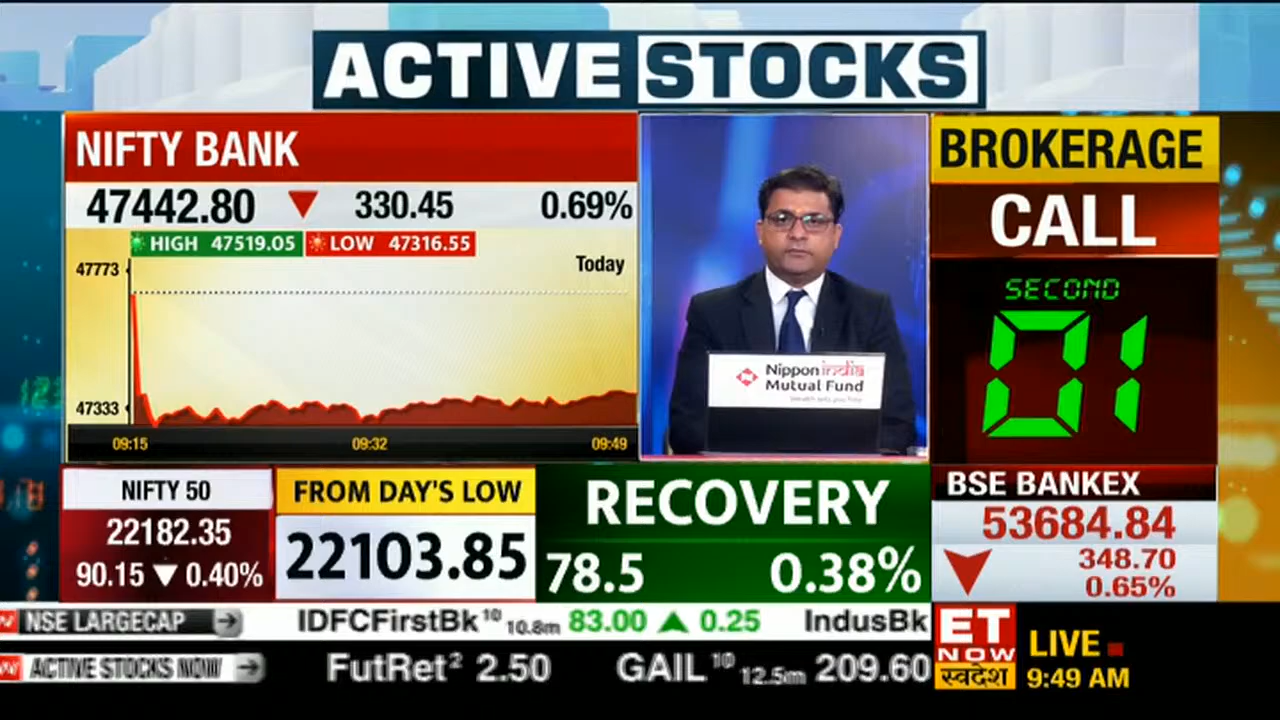 ACTIVE STOCKS
NIFTY BANK
47442.80 ▼ 330.45 0.69%
HIGH 47519.05 LOW 47316.55
Today
47773
47333
09:15 09:32 09:49
Nippon india
Mutual Fund
BROKERAGE
CALL
SECOND
01
NIFTY 50
22182.35
90.15 ▼ 0.40%
FROM DAY'S LOW
22103.85
RECOVERY
78.5 0.38%
BSE BANKEX
53684.84
▼ 348.70
0.65%
NSE LARGECAP → IDFCFirstBk 10 10.8m 83.00 ▲ 0.25 IndusBk
ACTIVE STOCKS NOW → FutRet 2 2.50 GAIL 10 12.5m 209.60
ET
NOW
स्वदेश
LIVE
9:49 AM